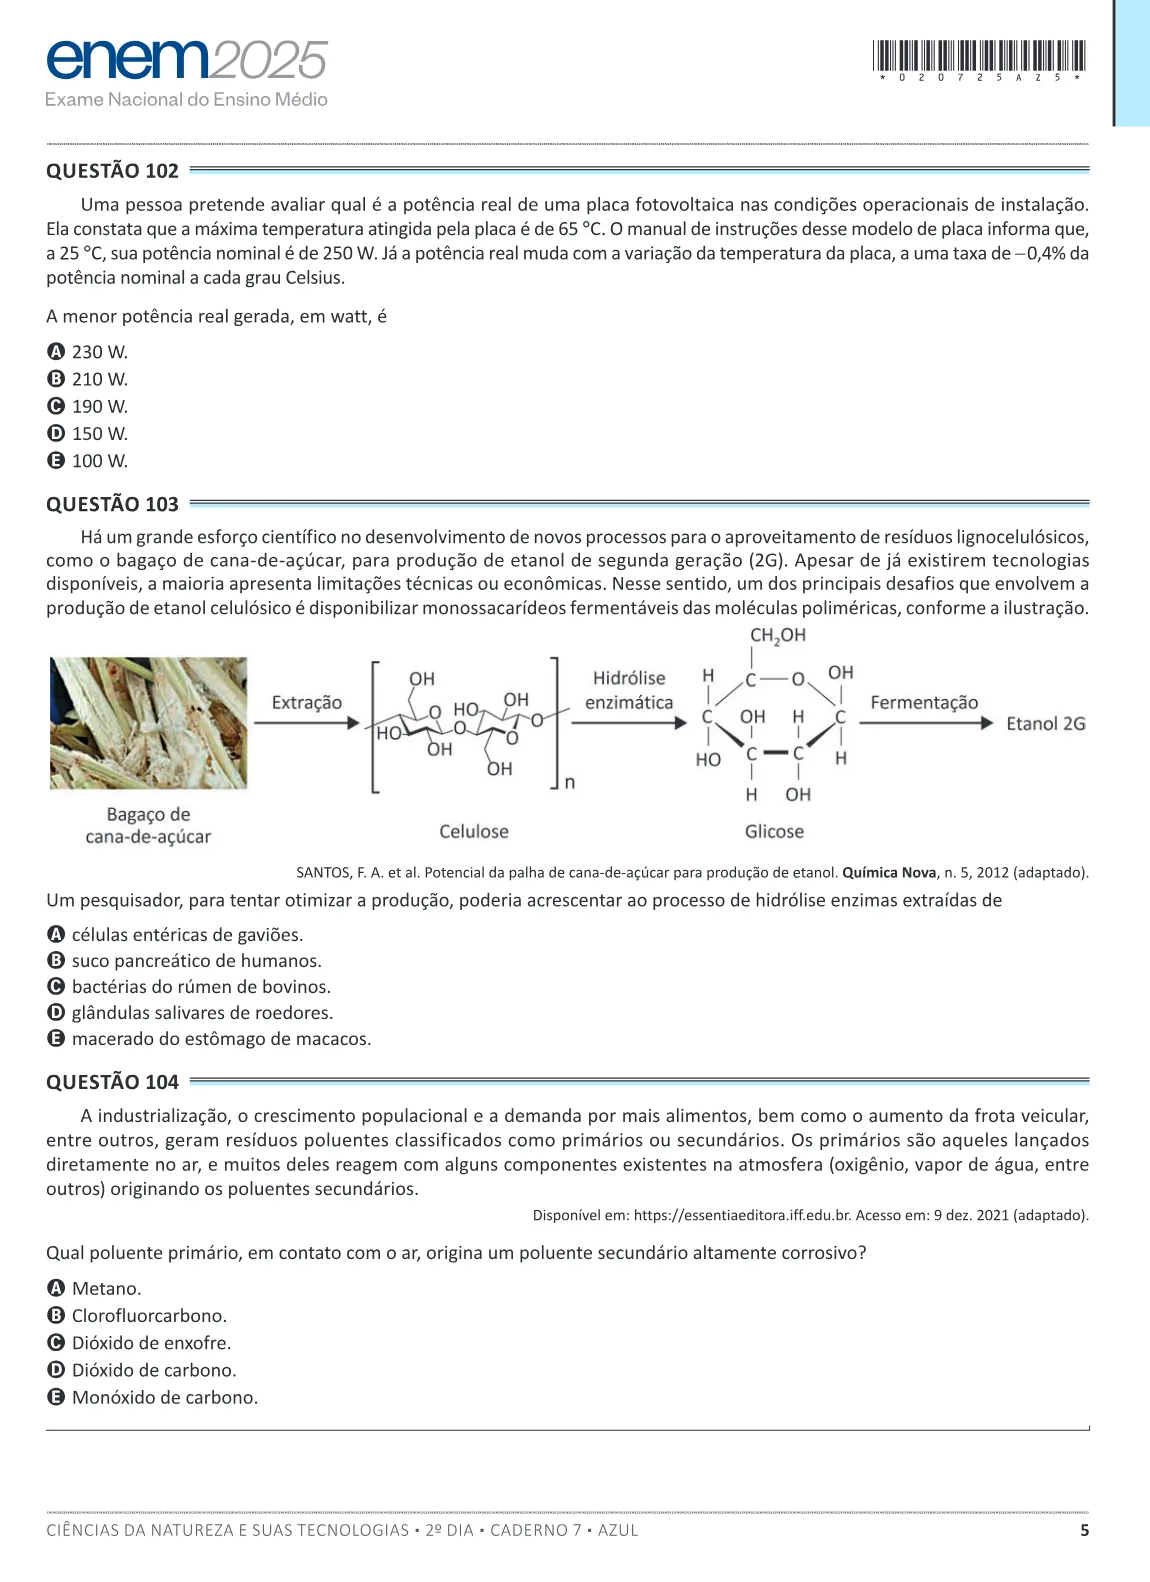 enem2025
Exame Nacional do Ensino Médio
*020725AZ5*
QUESTÃO 102
Uma pessoa pretende avaliar qual é a potência real de uma placa fotovoltaica nas condições operacionais de instalação.
Ela constata que a máxima temperatura atingida pela placa é de 65 °C. O manual de instruções desse modelo de placa informa que,
a 25 °C, sua potência nominal é de 250 W. Já a potência real muda com a variação da temperatura da placa, a uma taxa de −0,4% da
potência nominal a cada grau Celsius.
A menor potência real gerada, em watt, é
A 230 W.
B 210 W.
C 190 W.
D 150 W.
E 100 W.
QUESTÃO 103
Há um grande esforço científico no desenvolvimento de novos processos para o aproveitamento de resíduos lignocelulósicos,
como o bagaço de cana-de-açúcar, para produção de etanol de segunda geração (2G). Apesar de já existirem tecnologias
disponíveis, a maioria apresenta limitações técnicas ou econômicas. Nesse sentido, um dos principais desafios que envolvem a
produção de etanol celulósico é disponibilizar monossacarídeos fermentáveis das moléculas poliméricas, conforme a ilustração.
Bagaço de
cana-de-açúcar
Extração
OH
O HO OH
HO O O
OH O
OH
n
Celulose
Hidrólise
enzimática
CH₂OH
H C O OH
C OH H C
HO C C H
H OH
Glicose
Fermentação
Etanol 2G
SANTOS, F. A. et al. Potencial da palha de cana-de-açúcar para produção de etanol. Química Nova, n. 5, 2012 (adaptado).
Um pesquisador, para tentar otimizar a produção, poderia acrescentar ao processo de hidrólise enzimas extraídas de
A células entéricas de gaviões.
B suco pancreático de humanos.
C bactérias do rúmen de bovinos.
D glândulas salivares de roedores.
E macerado do estômago de macacos.
QUESTÃO 104
A industrialização, o crescimento populacional e a demanda por mais alimentos, bem como o aumento da frota veicular,
entre outros, geram resíduos poluentes classificados como primários ou secundários. Os primários são aqueles lançados
diretamente no ar, e muitos deles reagem com alguns componentes existentes na atmosfera (oxigênio, vapor de água, entre
outros) originando os poluentes secundários.
Disponível em: https://essentiaeditora.iff.edu.br. Acesso em: 9 dez. 2021 (adaptado).
Qual poluente primário, em contato com o ar, origina um poluente secundário altamente corrosivo?
A Metano.
B Clorofluorcarbono.
C Dióxido de enxofre.
D Dióxido de carbono.
E Monóxido de carbono.
CIÊNCIAS DA NATUREZA E SUAS TECNOLOGIAS • 2º DIA • CADERNO 7 • AZUL
5